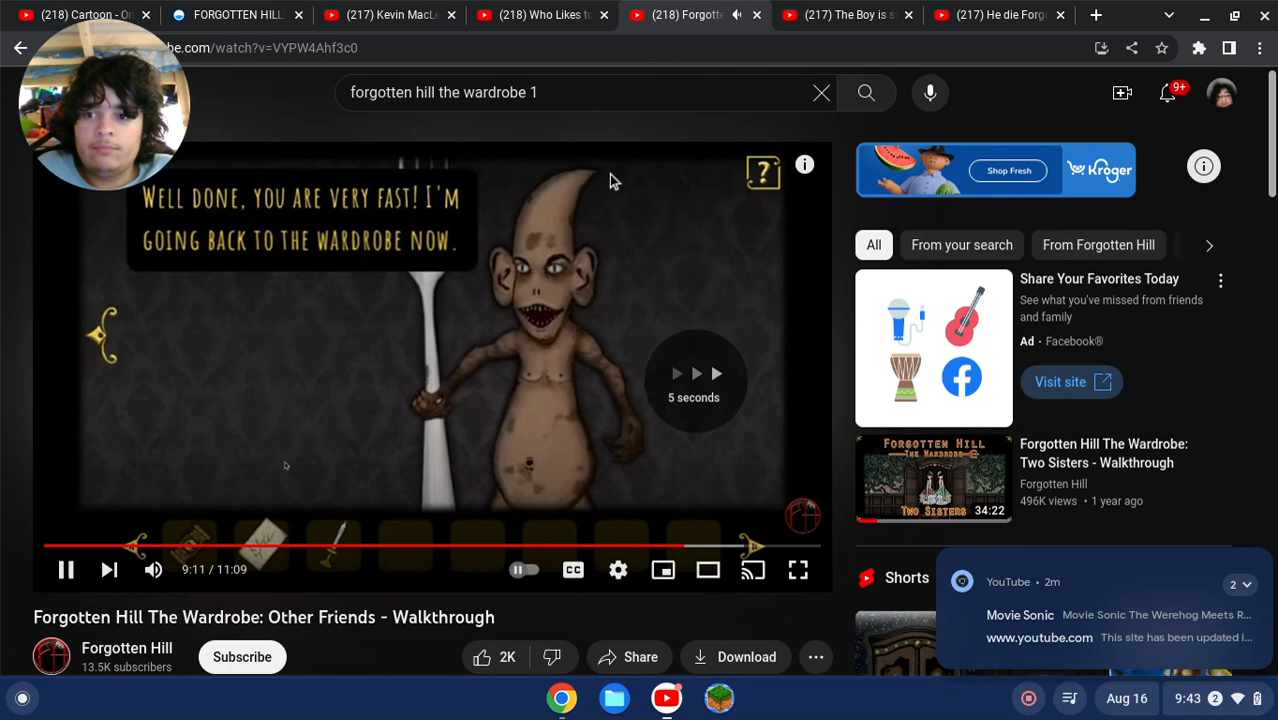 (218) Cartoon - On
FORGOTTEN HILL:
(217) Kevin MacLe
(218) Who Likes to
(218) Forgotte
(217) The Boy is s
(217) He die Forg
be.com/watch?v=VYPW4Ahf3c0
forgotten hill the wardrobe 1
9+
WELL DONE, YOU ARE VERY FAST! I'M
GOING BACK TO THE WARDROBE NOW.
?
5 seconds
9:11 / 11:09
CC
Forgotten Hill The Wardrobe: Other Friends - Walkthrough
Forgotten Hill
13.5K subscribers
Subscribe
2K
Share
Download
Shop Fresh
Kroger
All
From your search
From Forgotten Hill
Share Your Favorites Today
See what you've missed from friends
and family
Ad · Facebook®
Visit site
FORGOTTEN HILL
THE WARDROBE
TWO SISTERS
34:22
Forgotten Hill The Wardrobe:
Two Sisters - Walkthrough
Forgotten Hill
496K views • 1 year ago
Shorts
YouTube • 2m
2
Movie Sonic Movie Sonic The Werehog Meets R...
www.youtube.com This site has been updated i...
Aug 16
9:43
2